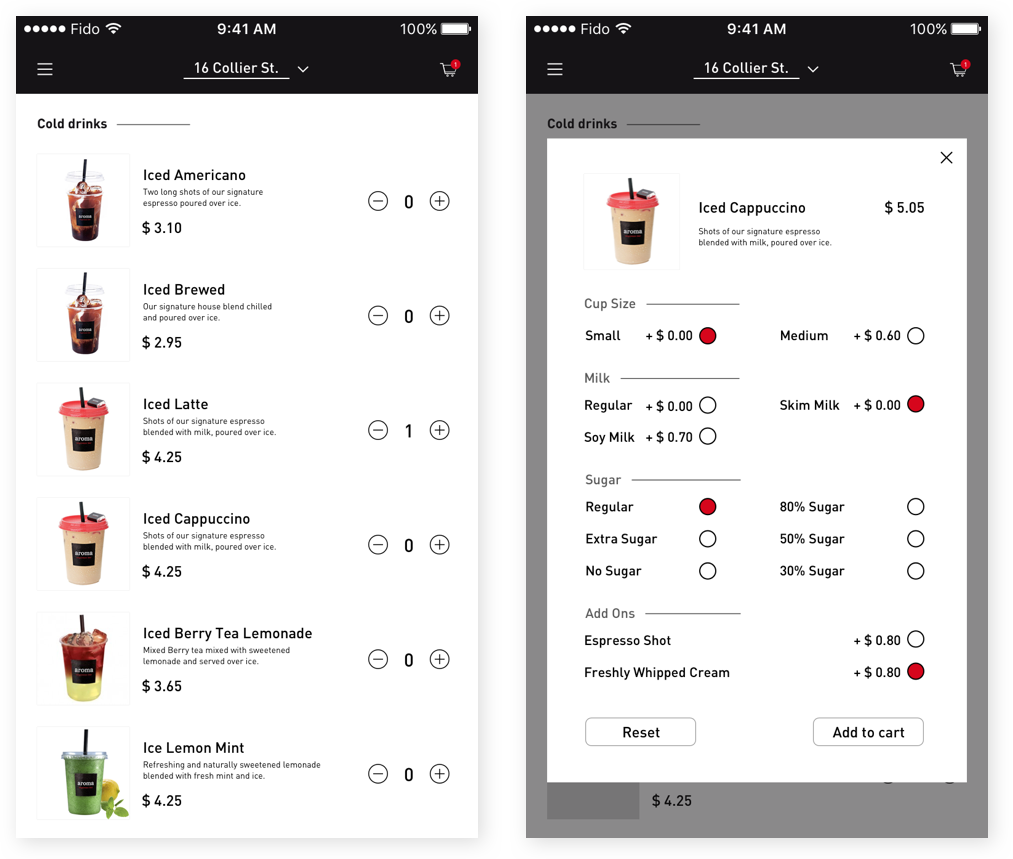 Fido 9:41 AM 100%
16 Collier St. 1
Cold drinks
aroma
Iced Americano
Two long shots of our signature
espresso poured over ice.
$ 3.10
0
aroma
Iced Brewed
Our signature house blend chilled
and poured over ice.
$ 2.95
0
aroma
Iced Latte
Shots of our signature espresso
blended with milk, poured over ice.
$ 4.25
1
aroma
Iced Cappuccino
Shots of our signature espresso
blended with milk, poured over ice.
$ 4.25
0
aroma
Iced Berry Tea Lemonade
Mixed Berry tea mixed with sweetened
lemonade and served over ice.
$ 3.65
0
aroma
Ice Lemon Mint
Refreshing and naturally sweetened lemonade
blended with fresh mint and ice.
$ 4.25
0
Fido 9:41 AM 100%
16 Collier St. 1
Cold drinks
aroma
Iced Cappuccino $ 5.05
Shots of our signature espresso
blended with milk, poured over ice.
Cup Size
Small + $ 0.00 Medium + $ 0.60
Milk
Regular + $ 0.00 Skim Milk + $ 0.00
Soy Milk + $ 0.70
Sugar
Regular 80% Sugar
Extra Sugar 50% Sugar
No Sugar 30% Sugar
Add Ons
Espresso Shot + $ 0.80
Freshly Whipped Cream + $ 0.80
Reset Add to cart
$ 4.25